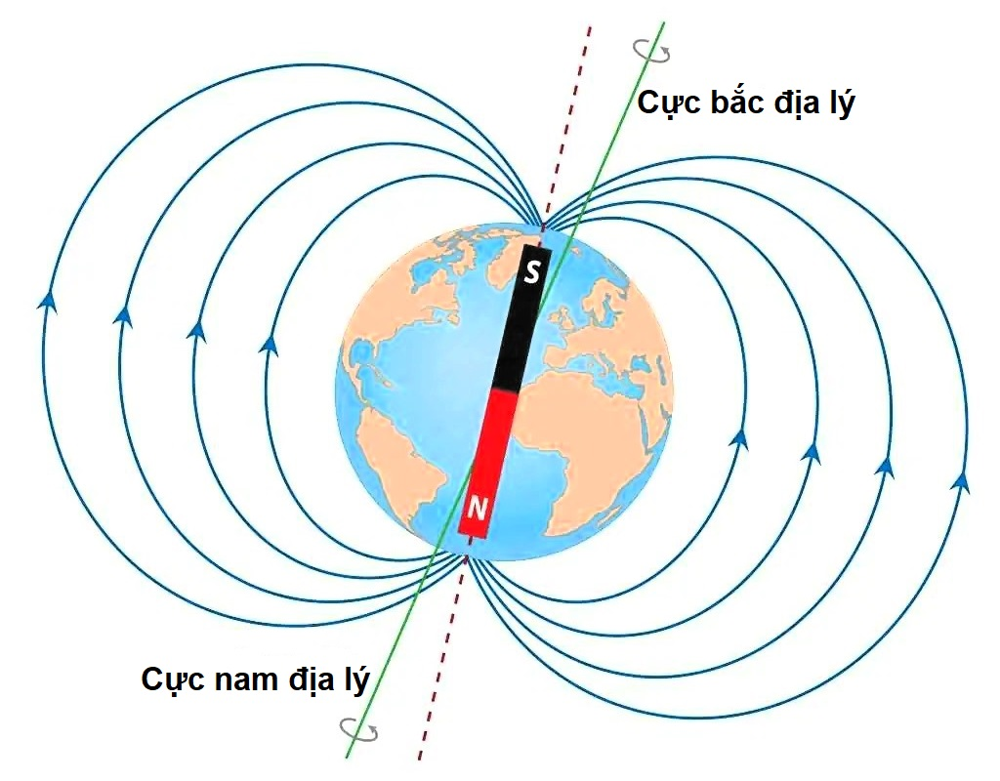 Cực bắc địa lý
S
N
Cực nam địa lý